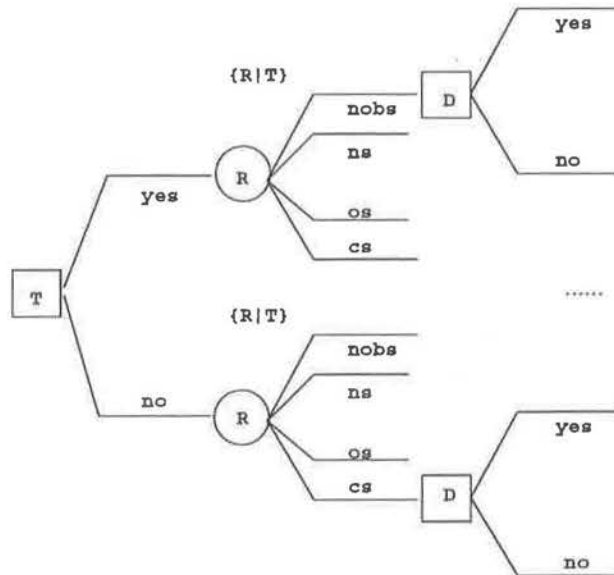 yes
{R|T}
D
nobs
ns
no
R
yes
os
cs
T
......
{R|T}
nobs
no
R
ns
yes
os
cs
D
no